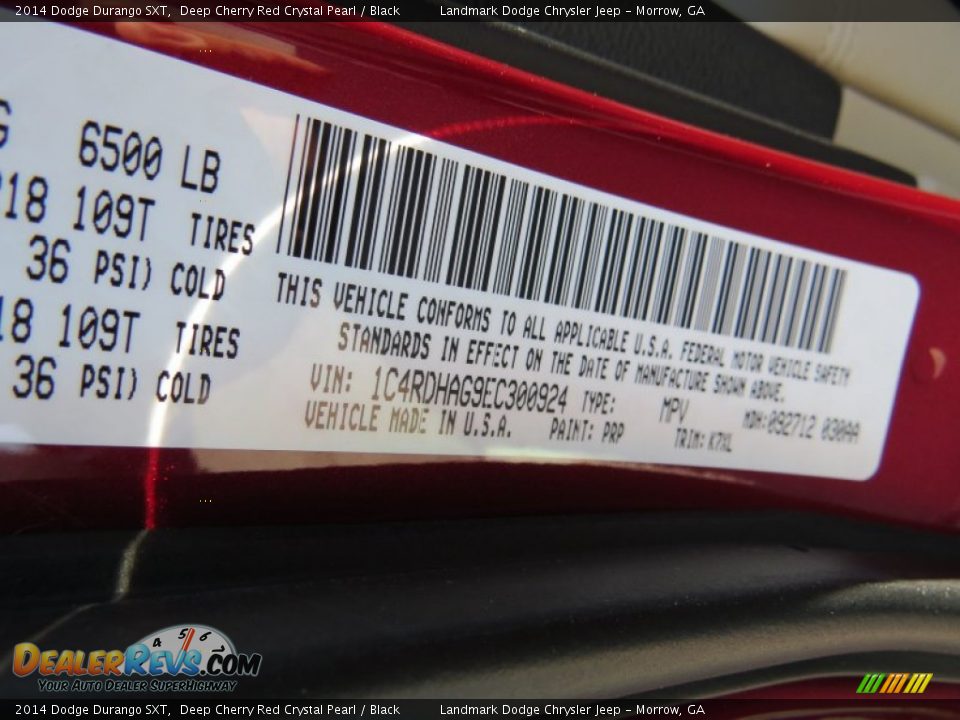 2014 Dodge Durango SXT, Deep Cherry Red Crystal Pearl / Black Landmark Dodge Chrysler Jeep - Morrow, GA
G 6500 LB
18 109T TIRES
36 PSI) COLD
18 109T TIRES
36 PSI) COLD
THIS VEHICLE CONFORMS TO ALL APPLICABLE U.S.A. FEDERAL MOTOR VEHICLE SAFETY
STANDARDS IN EFFECT ON THE DATE OF MANUFACTURE SHOWN ABOVE.
VIN: 1C4RDHAG9EC300924 TYPE: MPV MDH:092712 030AA
VEHICLE MADE IN U.S.A. PAINT: PRP TRIM: K7XL
4 5 6
DEALERREVS.COM
YOUR AUTO DEALER SUPERHIGHWAY
2014 Dodge Durango SXT, Deep Cherry Red Crystal Pearl / Black Landmark Dodge Chrysler Jeep - Morrow, GA